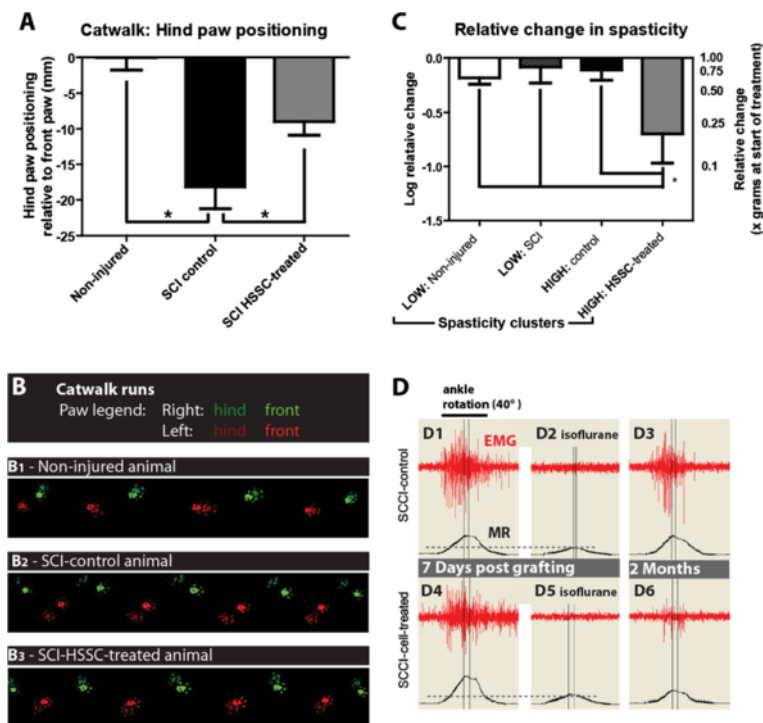 A
Catwalk: Hind paw positioning
Hind paw positioning
relative to front paw (mm)
0
-5
-10
-15
-20
-25
* *
Non-injured
SCI control
SCI HSSC-treated
C
Relative change in spasticity
Log relataive change
0.0
-0.5
-1.0
-1.5
1.00
0.75
0.50
0.25
0.1
Relative change
(x grams at start of treatment)
*
LOW: Non-injured
LOW: SCI
HIGH: control
HIGH: HSSC-treated
Spasticity clusters
B
Catwalk runs
Paw legend: Right: hind front
Left: hind front
B1 - Non-injured animal
B2 - SCI-control animal
B3 - SCI-HSSC-treated animal
D
ankle
rotation (40°)
SCCI-control
D1
EMG
D2 isoflurane
D3
MR
7 Days post grafting
2 Months
SCCI-cell-treated
D4
D5 isoflurane
D6